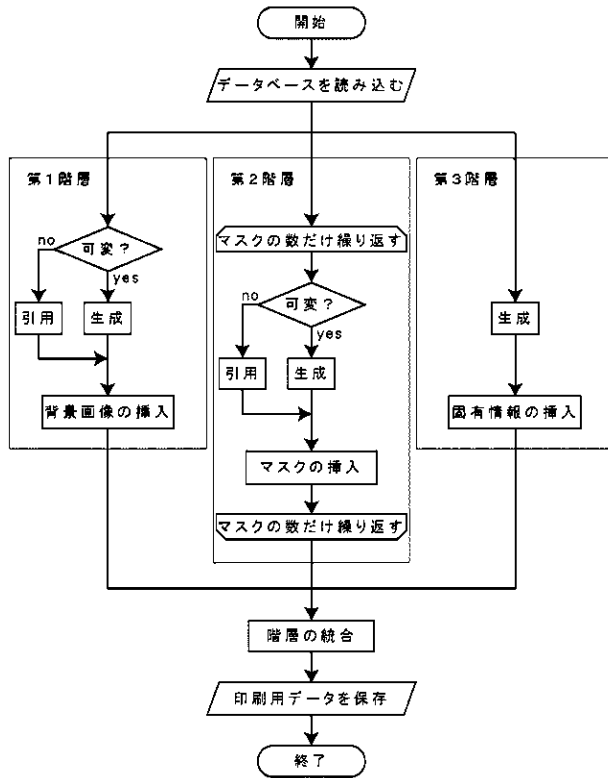 開始
データベースを読み込む
第1階層
可変?
no
yes
引用
生成
背景画像の挿入
第2階層
マスクの数だけ繰り返す
可変?
no
yes
引用
生成
マスクの挿入
マスクの数だけ繰り返す
第3階層
生成
固有情報の挿入
階層の統合
印刷用データを保存
終了